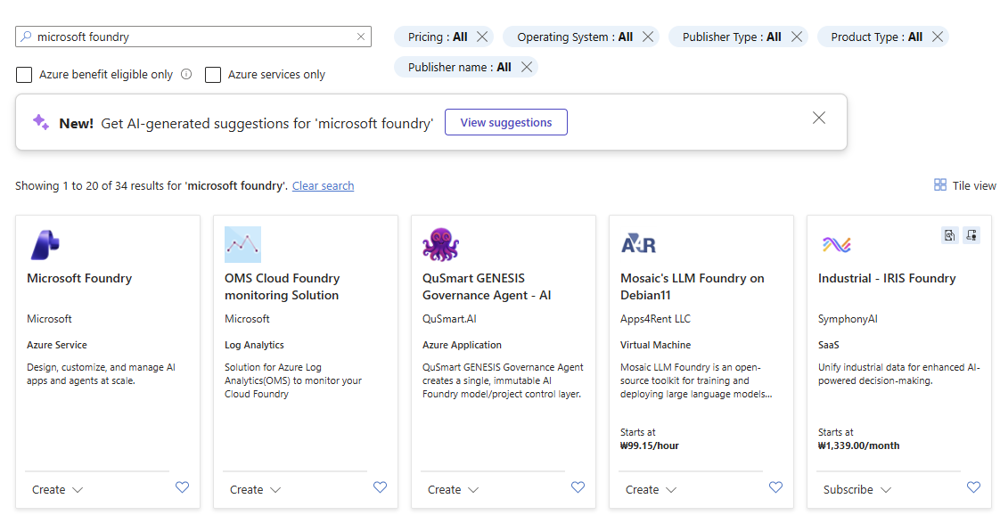 microsoft foundry
Pricing : All
Operating System : All
Publisher Type : All
Product Type : All
Publisher name : All
Azure benefit eligible only
Azure services only
New! Get AI-generated suggestions for 'microsoft foundry'
View suggestions
Showing 1 to 20 of 34 results for 'microsoft foundry'. Clear search
Tile view
Microsoft Foundry
Microsoft
Azure Service
Design, customize, and manage AI
apps and agents at scale.
Create
OMS Cloud Foundry
monitoring Solution
Microsoft
Log Analytics
Solution for Azure Log
Analytics(OMS) to monitor your
Cloud Foundry
Create
QuSmart GENESIS
Governance Agent - AI
QuSmart.AI
Azure Application
QuSmart GENESIS Governance Agent
creates a single, immutable AI
Foundry model/project control layer.
Create
A4R
Mosaic's LLM Foundry on
Debian11
Apps4Rent LLC
Virtual Machine
Mosaic LLM Foundry is an open-
source toolkit for training and
deploying large language models...
Starts at
₩99.15/hour
Create
Industrial - IRIS Foundry
SymphonyAI
SaaS
Unify industrial data for enhanced AI-
powered decision-making.
Starts at
₩1,339.00/month
Subscribe